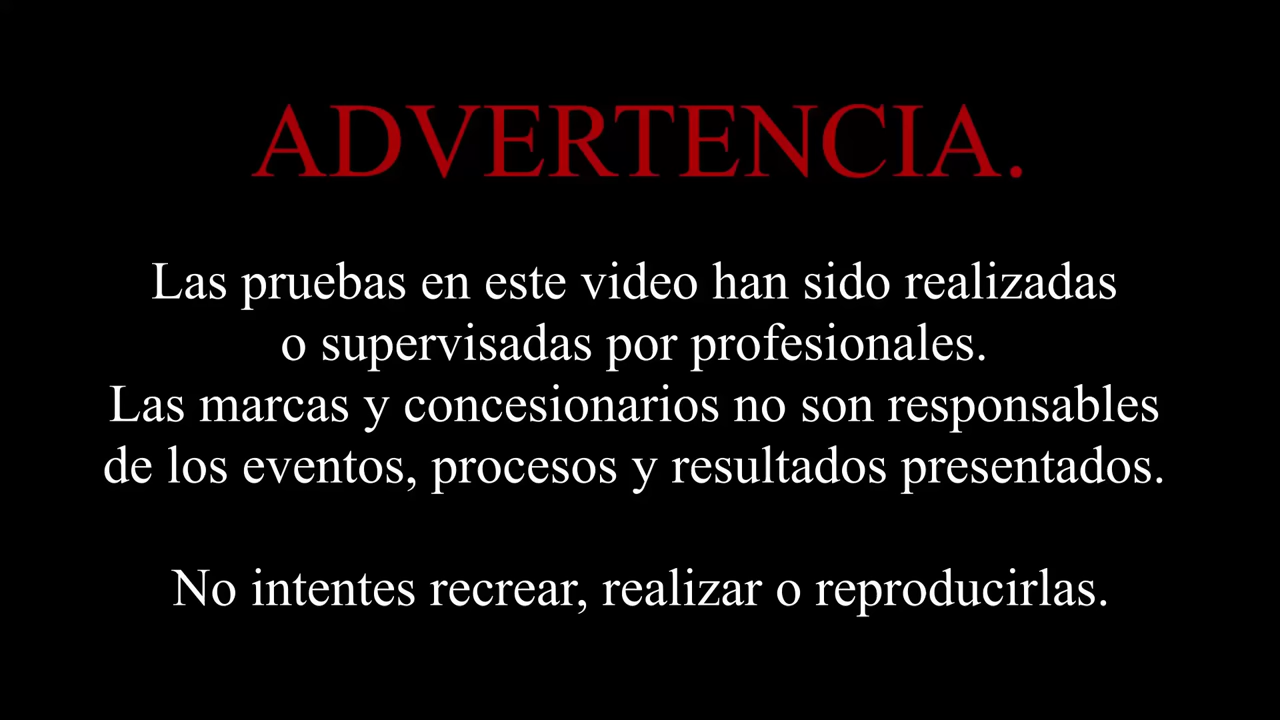 ADVERTENCIA.
Las pruebas en este video han sido realizadas
o supervisadas por profesionales.
Las marcas y concesionarios no son responsables
de los eventos, procesos y resultados presentados.
No intentes recrear, realizar o reproducirlas.